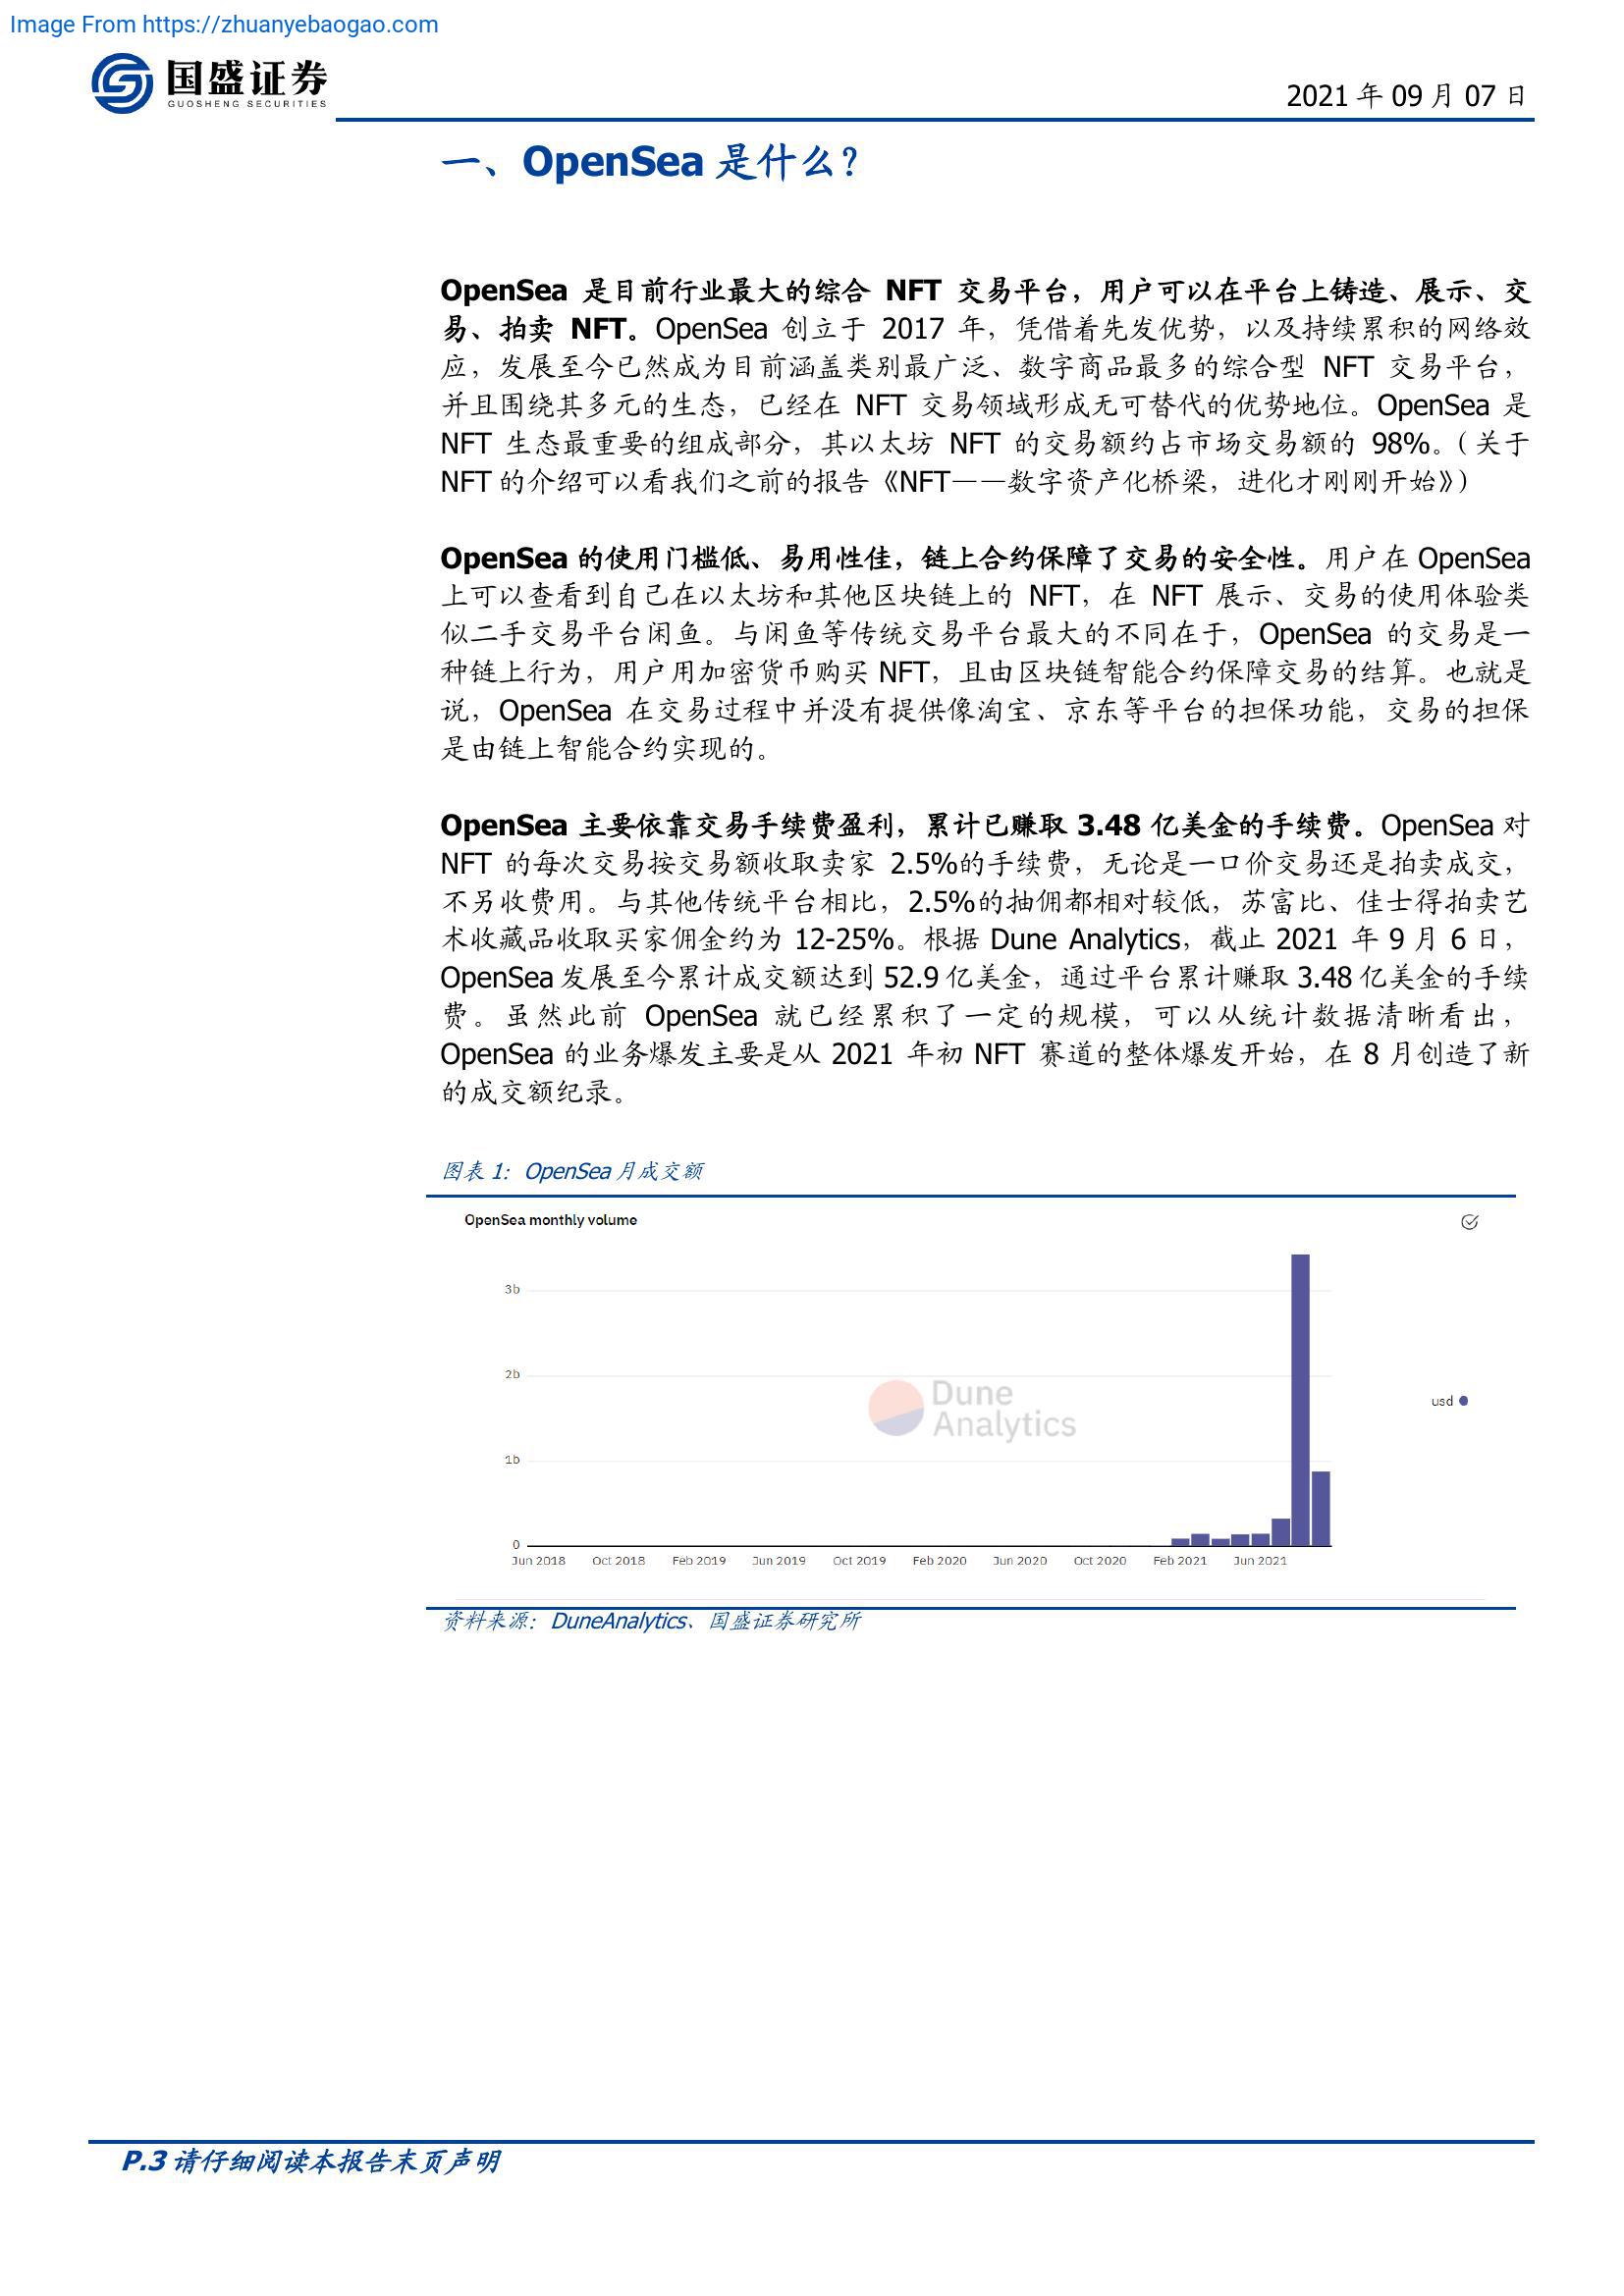 Image From https://zhuanyebaogao.com
国盛证券
GUOSHENG SECURITIES
2021 年 09 月 07 日
一、OpenSea 是什么？
OpenSea 是目前行业最大的综合 NFT 交易平台，用户可以在平台上铸造、展示、交
易、拍卖 NFT。OpenSea 创立于 2017 年，凭借着先发优势，以及持续累积的网络效
应，发展至今已然成为目前涵盖类别最广泛、数字商品最多的综合型 NFT 交易平台，
并且围绕其多元的生态，已经在 NFT 交易领域形成无可替代的优势地位。OpenSea 是
NFT 生态最重要的组成部分，其以太坊 NFT 的交易额约占市场交易额的 98%。（关于
NFT 的介绍可以看我们之前的报告《NFT——数字资产化桥梁，进化才刚刚开始》）
OpenSea 的使用门槛低、易用性佳，链上合约保障了交易的安全性。用户在 OpenSea
上可以查看到自己在以太坊和其他区块链上的 NFT，在 NFT 展示、交易的使用体验类
似二手交易平台闲鱼。与闲鱼等传统交易平台最大的不同在于，OpenSea 的交易是一
种链上行为，用户用加密货币购买 NFT，且由区块链智能合约保障交易的结算。也就是
说，OpenSea 在交易过程中并没有提供像淘宝、京东等平台的担保功能，交易的担保
是由链上智能合约实现的。
OpenSea 主要依靠交易手续费盈利，累计已赚取 3.48 亿美金的手续费。OpenSea 对
NFT 的每次交易按交易额收取卖家 2.5%的手续费，无论是一口价交易还是拍卖成交，
不另收费用。与其他传统平台相比，2.5%的抽佣都相对较低，苏富比、佳士得拍卖艺
术收藏品收取买家佣金约为 12-25%。根据 Dune Analytics，截止 2021 年 9 月 6 日，
OpenSea 发展至今累计成交额达到 52.9 亿美金，通过平台累计赚取 3.48 亿美金的手续
费。虽然此前 OpenSea 就已经累积了一定的规模，可以从统计数据清晰看出，
OpenSea 的业务爆发主要是从 2021 年初 NFT 赛道的整体爆发开始，在 8 月创造了新
的成交额纪录。
图表 1：OpenSea 月成交额
OpenSea monthly volume
3b
2b
1b
0
Dune
Analytics
usd
Jun 2018 Oct 2018 Feb 2019 Jun 2019 Oct 2019 Feb 2020 Jun 2020 Oct 2020 Feb 2021 Jun 2021
资料来源：DuneAnalytics、国盛证券研究所
P.3 请仔细阅读本报告末页声明